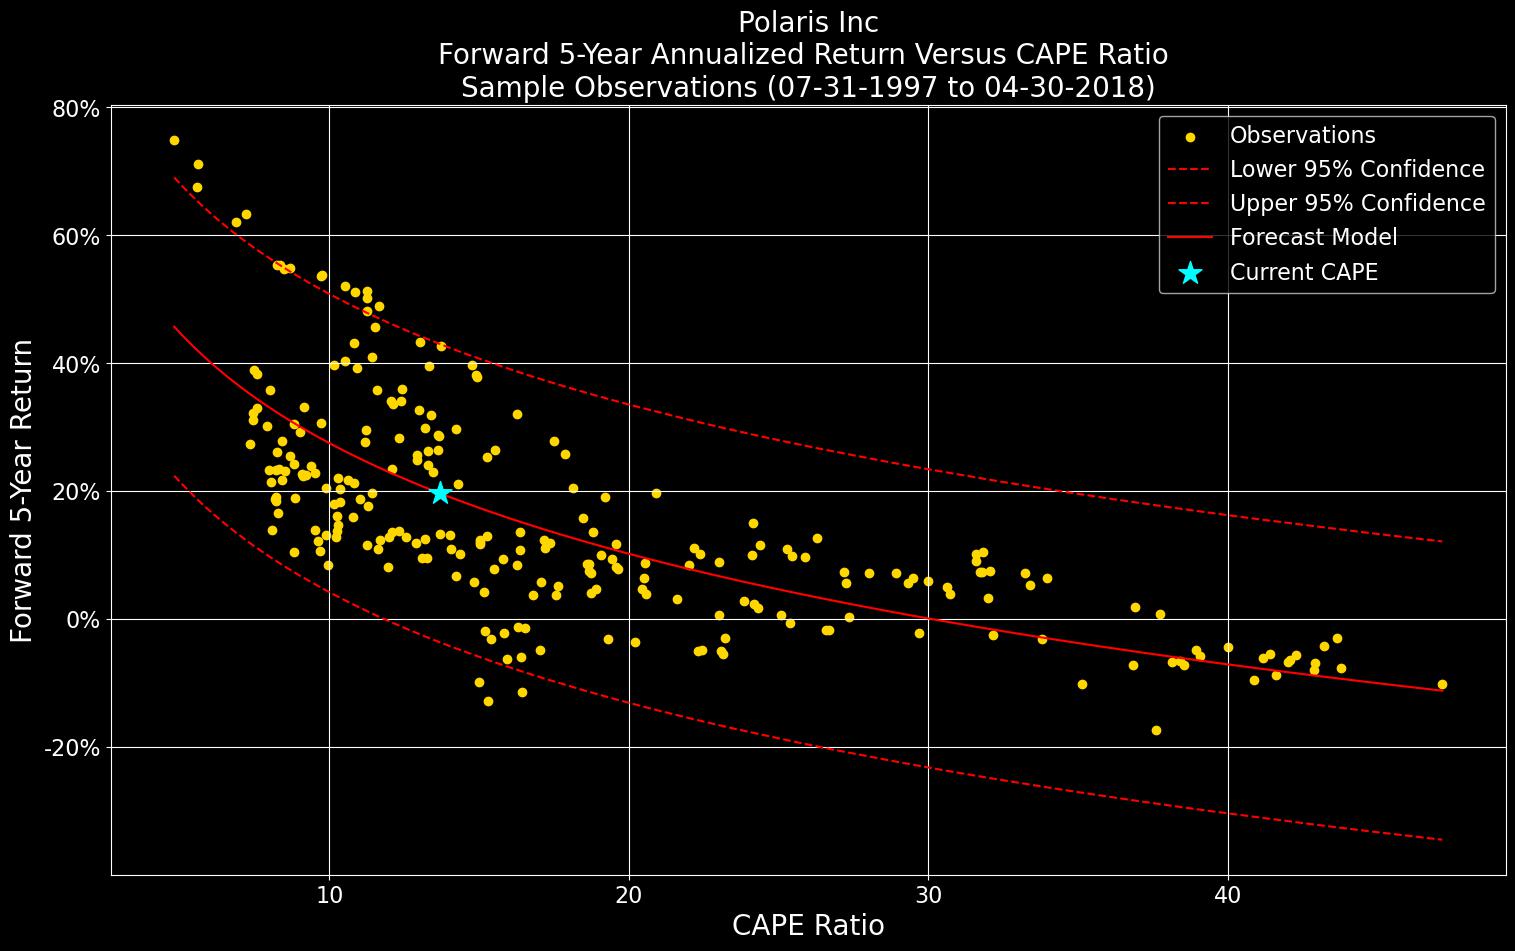 Polaris Inc
Forward 5-Year Annualized Return Versus CAPE Ratio
Sample Observations (07-31-1997 to 04-30-2018)
80%
60%
40%
20%
0%
-20%
Forward 5-Year Return
Observations
Lower 95% Confidence
Upper 95% Confidence
Forecast Model
Current CAPE
10
20
30
40
CAPE Ratio